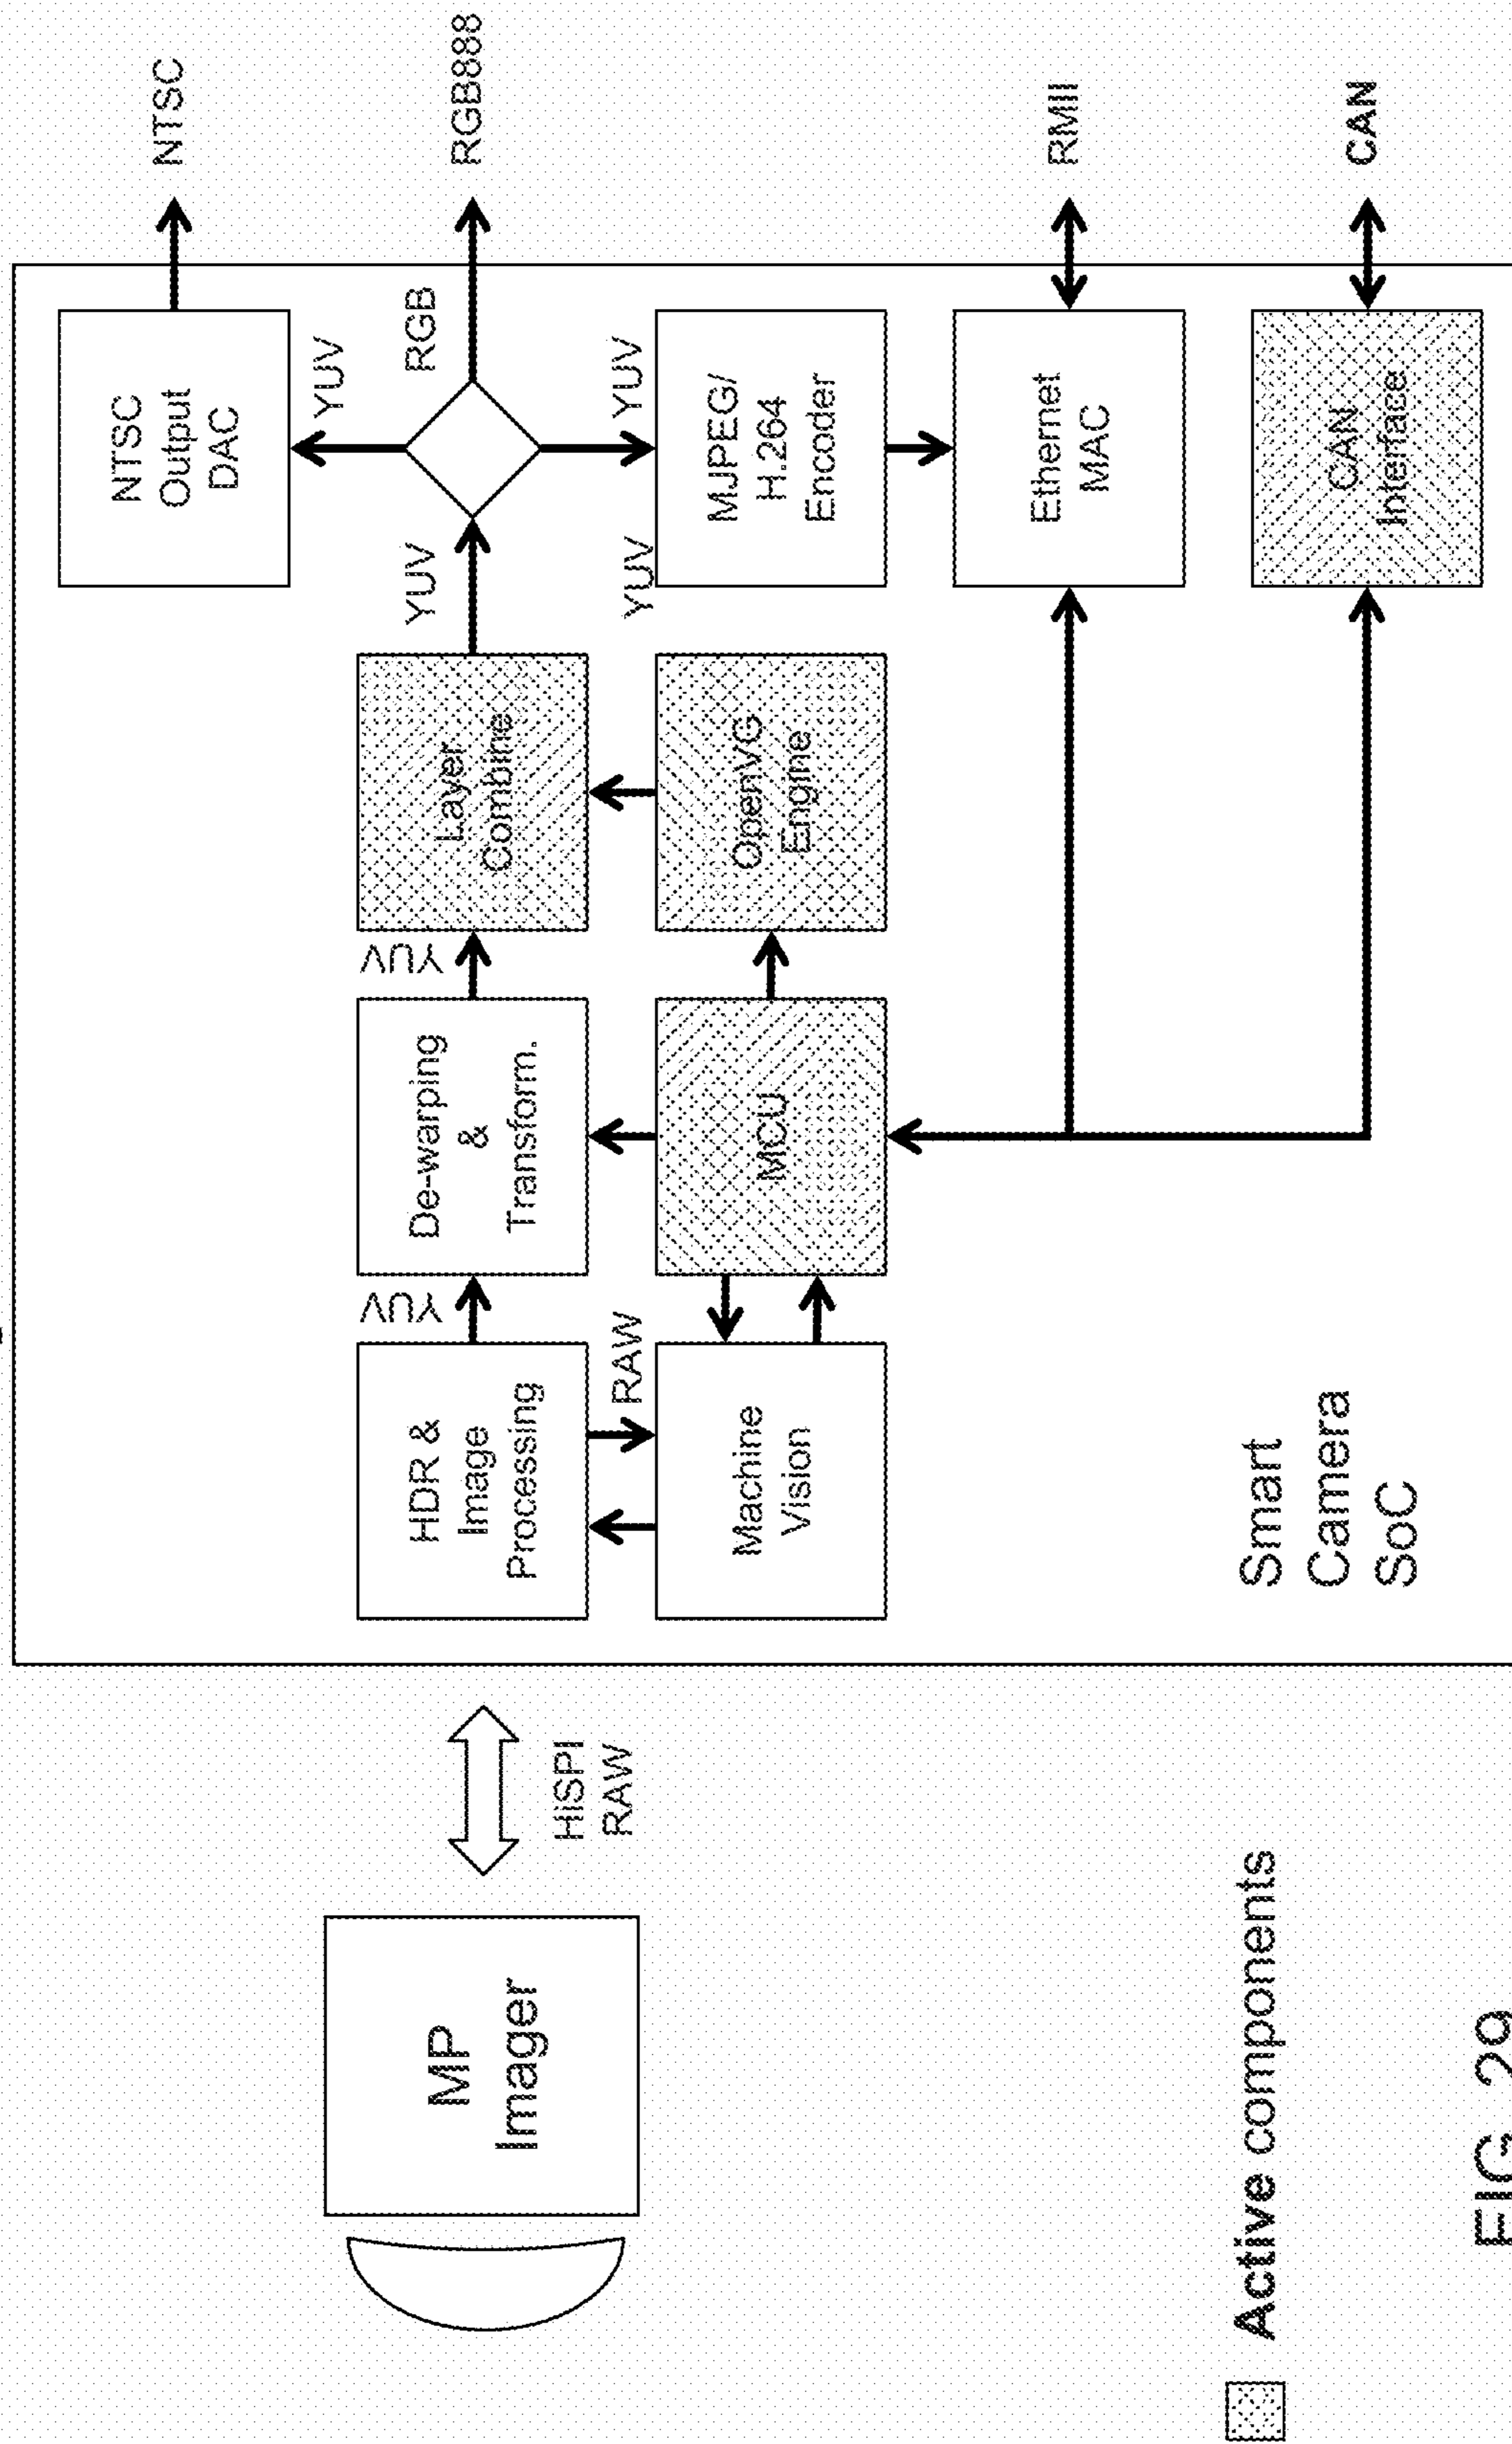 NTSC
RGB888
RMII
CAN
NTSC
Output
DAC
YUV
RGB
YUV
YUV
YUV
MJPEG/
H.264
Encoder
Ethernet
MAC
CAN
Interface
Layer
Combine
OpenVG
Engine
YUV
De-warping
&
Transform.
MCU
YUV
RAW
HDR &
Image
Processing
Machine
Vision
Smart
Camera
SoC
HiSPI
RAW
MP
Imager
Active components
FIG. 29